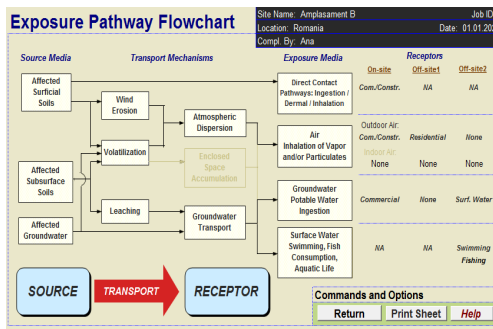 Exposure Pathway Flowchart
Site Name: Amplasament B
Job ID
Location: Romania
Date: 01.01.20
Compl. By: Ana
Source Media
Transport Mechanisms
Exposure Media
Receptors
On-site
Off-site1
Off-site2
Affected
Surficial
Soils
Wind
Erosion
Atmospheric
Dispersion
Direct Contact
Pathways: Ingestion /
Dermal / Inhalation
Com./Constr.
NA
NA
Volatilization
Enclosed
Space
Accumulation
Air
Inhalation of Vapor
and/or Particulates
Outdoor Air:
Com./Constr.
Residential
None
Indoor Air:
None
None
None
Affected
Subsurface
Soils
Leaching
Groundwater
Transport
Groundwater
Potable Water
Ingestion
Commercial
None
Surf. Water
Affected
Groundwater
Surface Water
Swimming, Fish
Consumption,
Aquatic Life
NA
NA
Swimming
Fishing
SOURCE
TRANSPORT
RECEPTOR
Commands and Options
Return
Print Sheet
Help